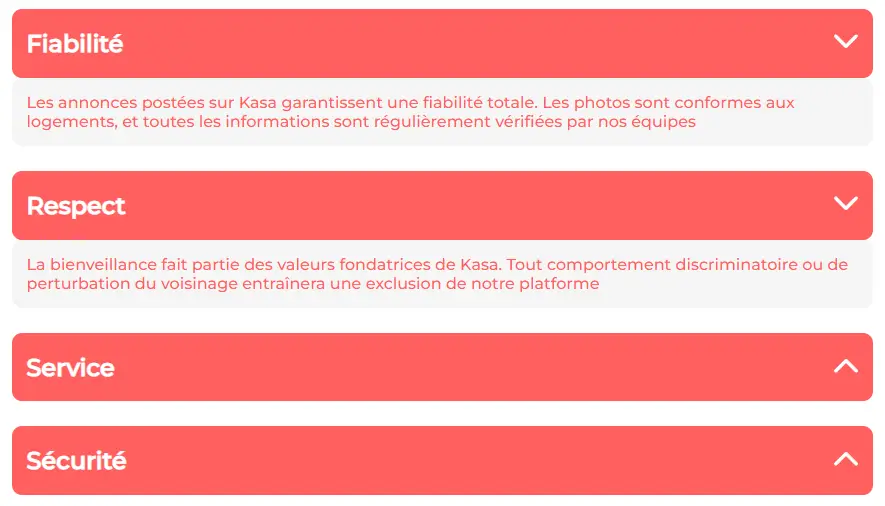 Fiabilité
Les annonces postées sur Kasa garantissent une fiabilité totale. Les photos sont conformes aux
logements, et toutes les informations sont régulièrement vérifiées par nos équipes
Respect
La bienveillance fait partie des valeurs fondatrices de Kasa. Tout comportement discriminatoire ou de
perturbation du voisinage entraînera une exclusion de notre platforme
Service
Sécurité